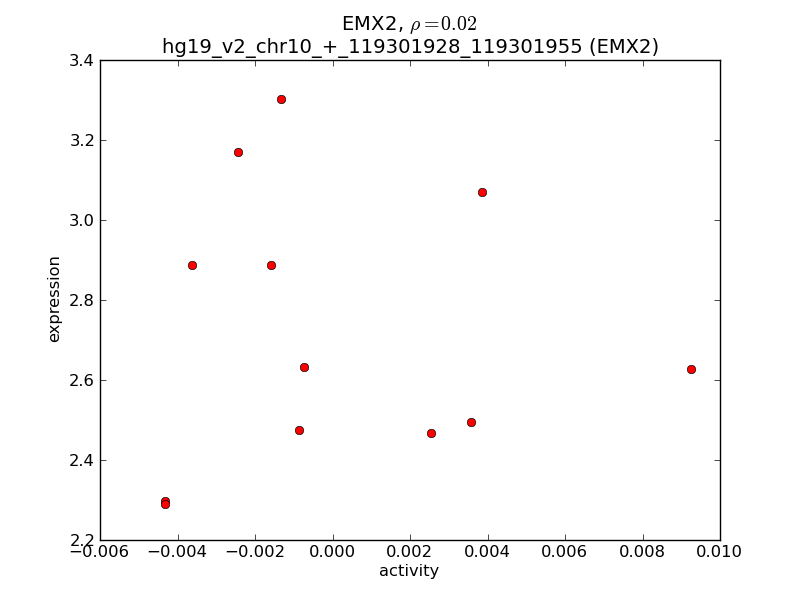 EMX2, ρ=0.02
hg19_v2_chr10_+_119301928_119301955 (EMX2)
3.4
3.2
3.0
2.8
2.6
2.4
2.2
expression
−0.006 −0.004 −0.002 0.000 0.002 0.004 0.006 0.008 0.010
activity